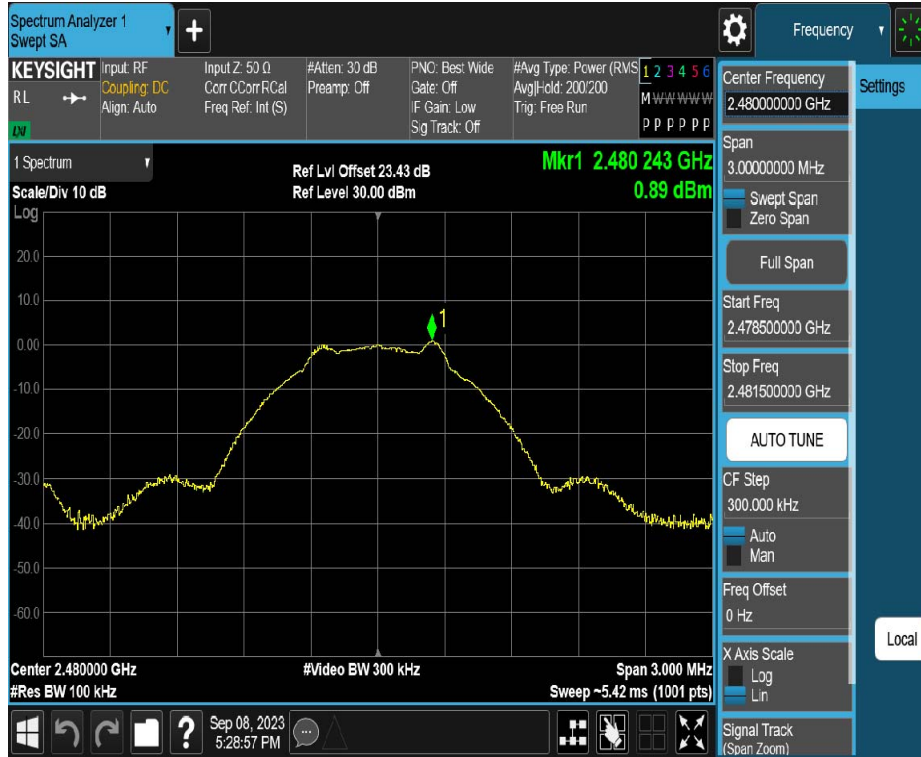 Spectrum Analyzer 1
Swept SA
Frequency
KEYSIGHT
RL
LXI
Input: RF
Coupling: DC
Align: Auto
Input Z: 50 Ω
Corr CCorr RCal
Freq Ref: Int (S)
#Atten: 30 dB
Preamp: Off
PNO: Best Wide
Gate: Off
IF Gain: Low
Sig Track: Off
#Avg Type: Power (RMS
Avg|Hold: 200/200
Trig: Free Run
1 2 3 4 5 6
M W W W W W
P P P P P P
Center Frequency
2.480000000 GHz
Settings
Span
3.00000000 MHz
Swept Span
Zero Span
Full Span
Start Freq
2.478500000 GHz
Stop Freq
2.481500000 GHz
AUTO TUNE
CF Step
300.000 kHz
Auto
Man
Freq Offset
0 Hz
X Axis Scale
Log
Lin
Signal Track
(Span Zoom)
Local
1 Spectrum
Scale/Div 10 dB
Log
Ref Lvl Offset 23.43 dB
Ref Level 30.00 dBm
Mkr1 2.480 243 GHz
0.89 dBm
20.0
10.0
0.00
-10.0
-20.0
-30.0
-40.0
-50.0
-60.0
1
Center 2.480000 GHz
#Res BW 100 kHz
#Video BW 300 kHz
Span 3.000 MHz
Sweep ~5.42 ms (1001 pts)
?
Sep 08, 2023
5:28:57 PM